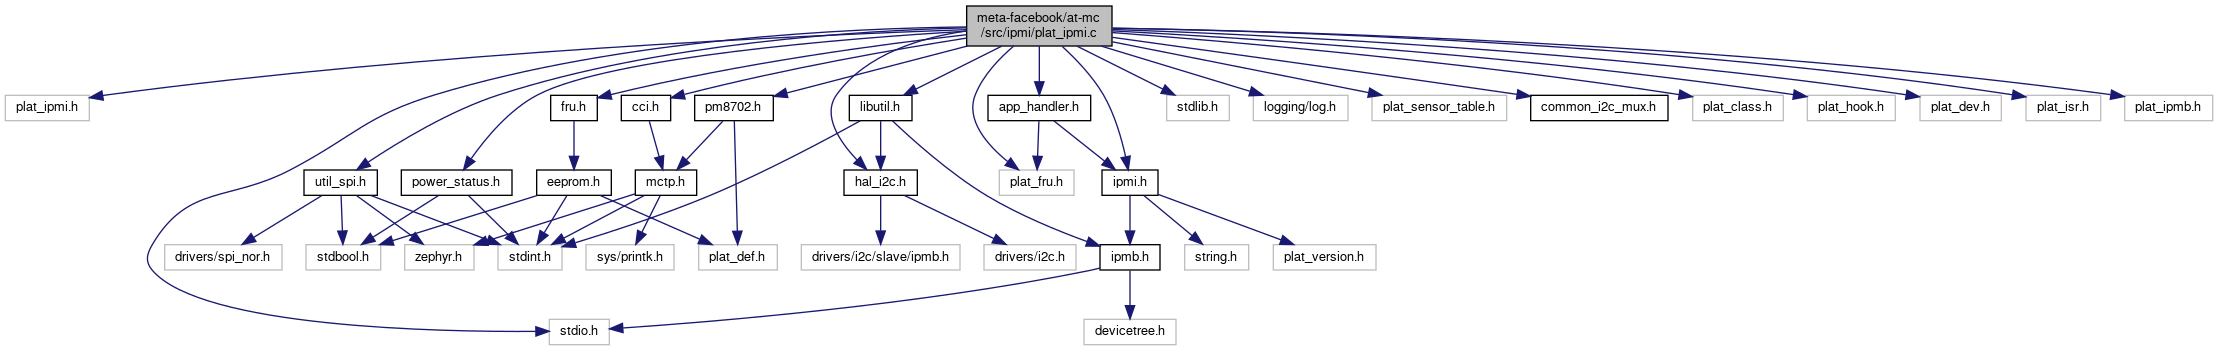 meta-facebook/at-mc
/src/ipmi/plat_ipmi.c
plat_ipmi.h
fru.h
cci.h
pm8702.h
libutil.h
app_handler.h
stdlib.h
logging/log.h
plat_sensor_table.h
common_i2c_mux.h
plat_class.h
plat_hook.h
plat_dev.h
plat_isr.h
plat_ipmb.h
util_spi.h
power_status.h
eeprom.h
mctp.h
hal_i2c.h
plat_fru.h
ipmi.h
drivers/spi_nor.h
stdbool.h
zephyr.h
stdint.h
sys/printk.h
plat_def.h
drivers/i2c/slave/ipmb.h
drivers/i2c.h
ipmb.h
string.h
plat_version.h
stdio.h
devicetree.h